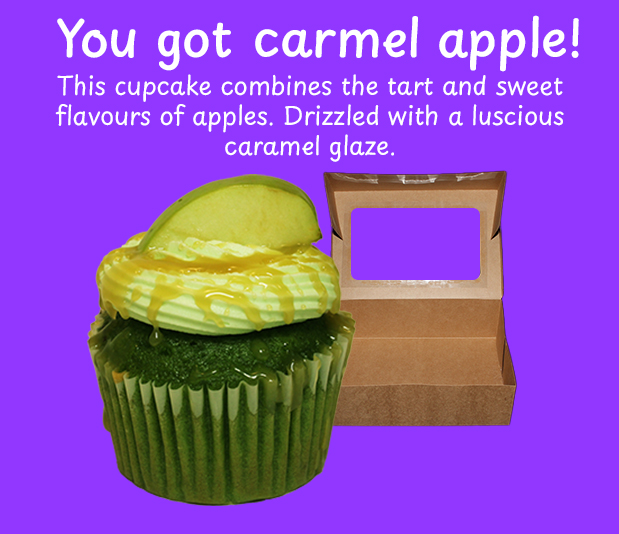 You got carmel apple!
This cupcake combines the tart and sweet
flavours of apples. Drizzled with a luscious
caramel glaze.